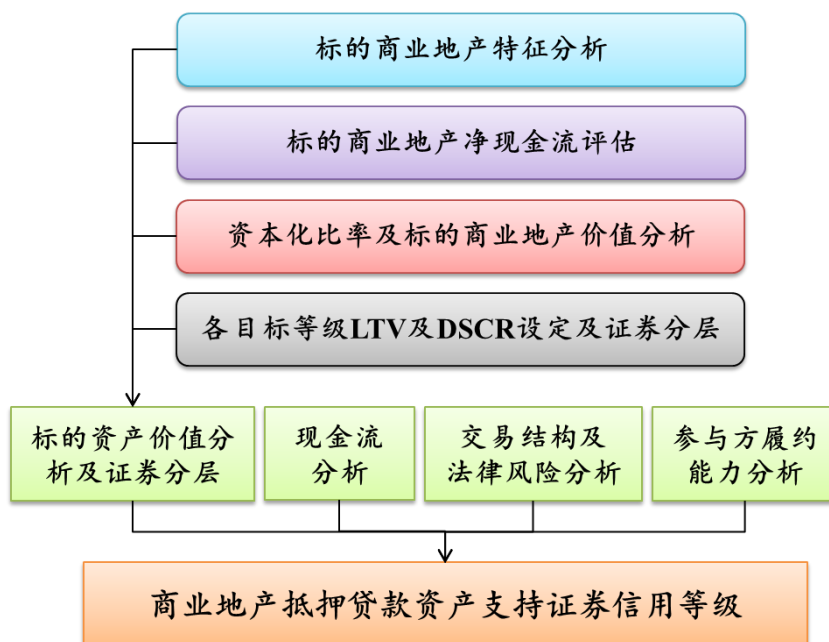 标的商业地产特征分析
标的商业地产净现金流评估
资本化比率及标的商业地产价值分析
各目标等级LTV及DSCR设定及证券分层
标的资产价值分
析及证券分层
现金流
分析
交易结构及
法律风险分析
参与方履约
能力分析
商业地产抵押贷款资产支持证券信用等级